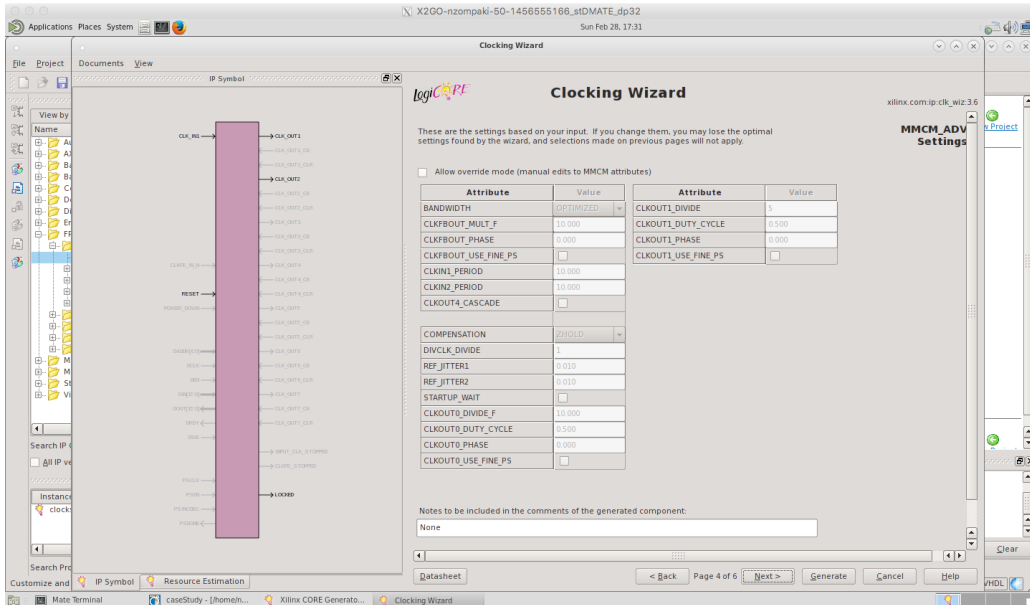 X2GO-nzompaki-50-1456555166_stDMATE_dp32
Applications Places System
Sun Feb 28, 17:31
Clocking Wizard
File Project Documents View
IP Symbol
View by
Name
CLK_IN1
RESET
CLK_OUT1
CLK_OUT2
LOCKED
INPUT_CLK_STOPPED
Search IP
All IP ve
Instance
clock
Search Pro
Customize and
IP Symbol
Resource Estimation
LogiCORE
Clocking Wizard
xilinx.com:ip:clk_wiz:3.6
These are the settings based on your input. If you change them, you may lose the optimal
settings found by the wizard, and selections made on previous pages will not apply.
MMCM_ADV
Settings
Allow override mode (manual edits to MMCM attributes)
Attribute Value
BANDWIDTH OPTIMIZED
CLKFBOUT_MULT_F 10.000
CLKFBOUT_PHASE 0.000
CLKFBOUT_USE_FINE_PS
CLKIN1_PERIOD 10.000
CLKIN2_PERIOD 10.000
CLKOUT4_CASCADE
COMPENSATION ZHOLD
DIVCLK_DIVIDE 1
REF_JITTER1 0.010
REF_JITTER2 0.010
STARTUP_WAIT
CLKOUT0_DIVIDE_F 10.000
CLKOUT0_DUTY_CYCLE 0.500
CLKOUT0_PHASE 0.000
CLKOUT0_USE_FINE_PS
Attribute Value
CLKOUT1_DIVIDE 5
CLKOUT1_DUTY_CYCLE 0.500
CLKOUT1_PHASE 0.000
CLKOUT1_USE_FINE_PS
Notes to be included in the comments of the generated component:
None
Datasheet
< Back Page 4 of 6 Next > Generate Cancel Help
w Project
Clear
VHDL
Mate Terminal
caseStudy - [/home/n...
Xilinx CORE Generato...
Clocking Wizard